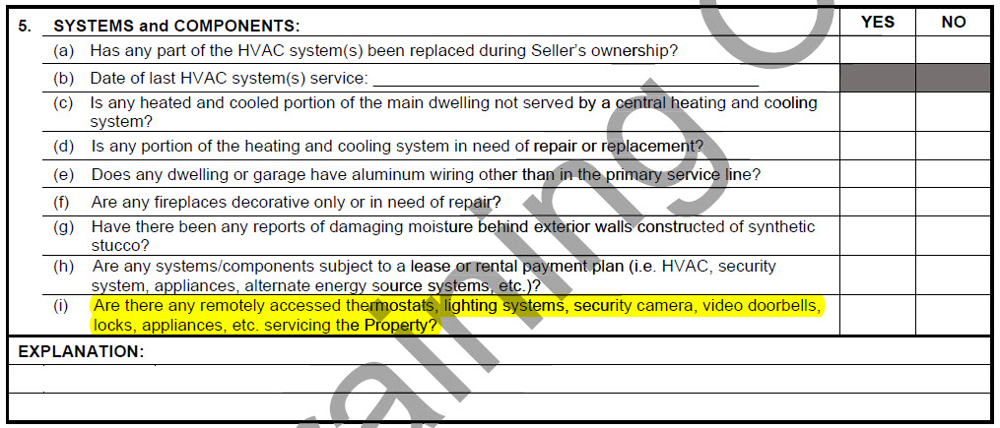 5. SYSTEMS and COMPONENTS: YES NO
(a) Has any part of the HVAC system(s) been replaced during Seller's ownership?
(b) Date of last HVAC system(s) service:
(c) Is any heated and cooled portion of the main dwelling not served by a central heating and cooling
system?
(d) Is any portion of the heating and cooling system in need of repair or replacement?
(e) Does any dwelling or garage have aluminum wiring other than in the primary service line?
(f) Are any fireplaces decorative only or in need of repair?
(g) Have there been any reports of damaging moisture behind exterior walls constructed of synthetic
stucco?
(h) Are any systems/components subject to a lease or rental payment plan (i.e. HVAC, security
system, appliances, alternate energy source systems, etc.)?
(i) Are there any remotely accessed thermostats, lighting systems, security camera, video doorbells,
locks, appliances, etc. servicing the Property?
EXPLANATION:
aining